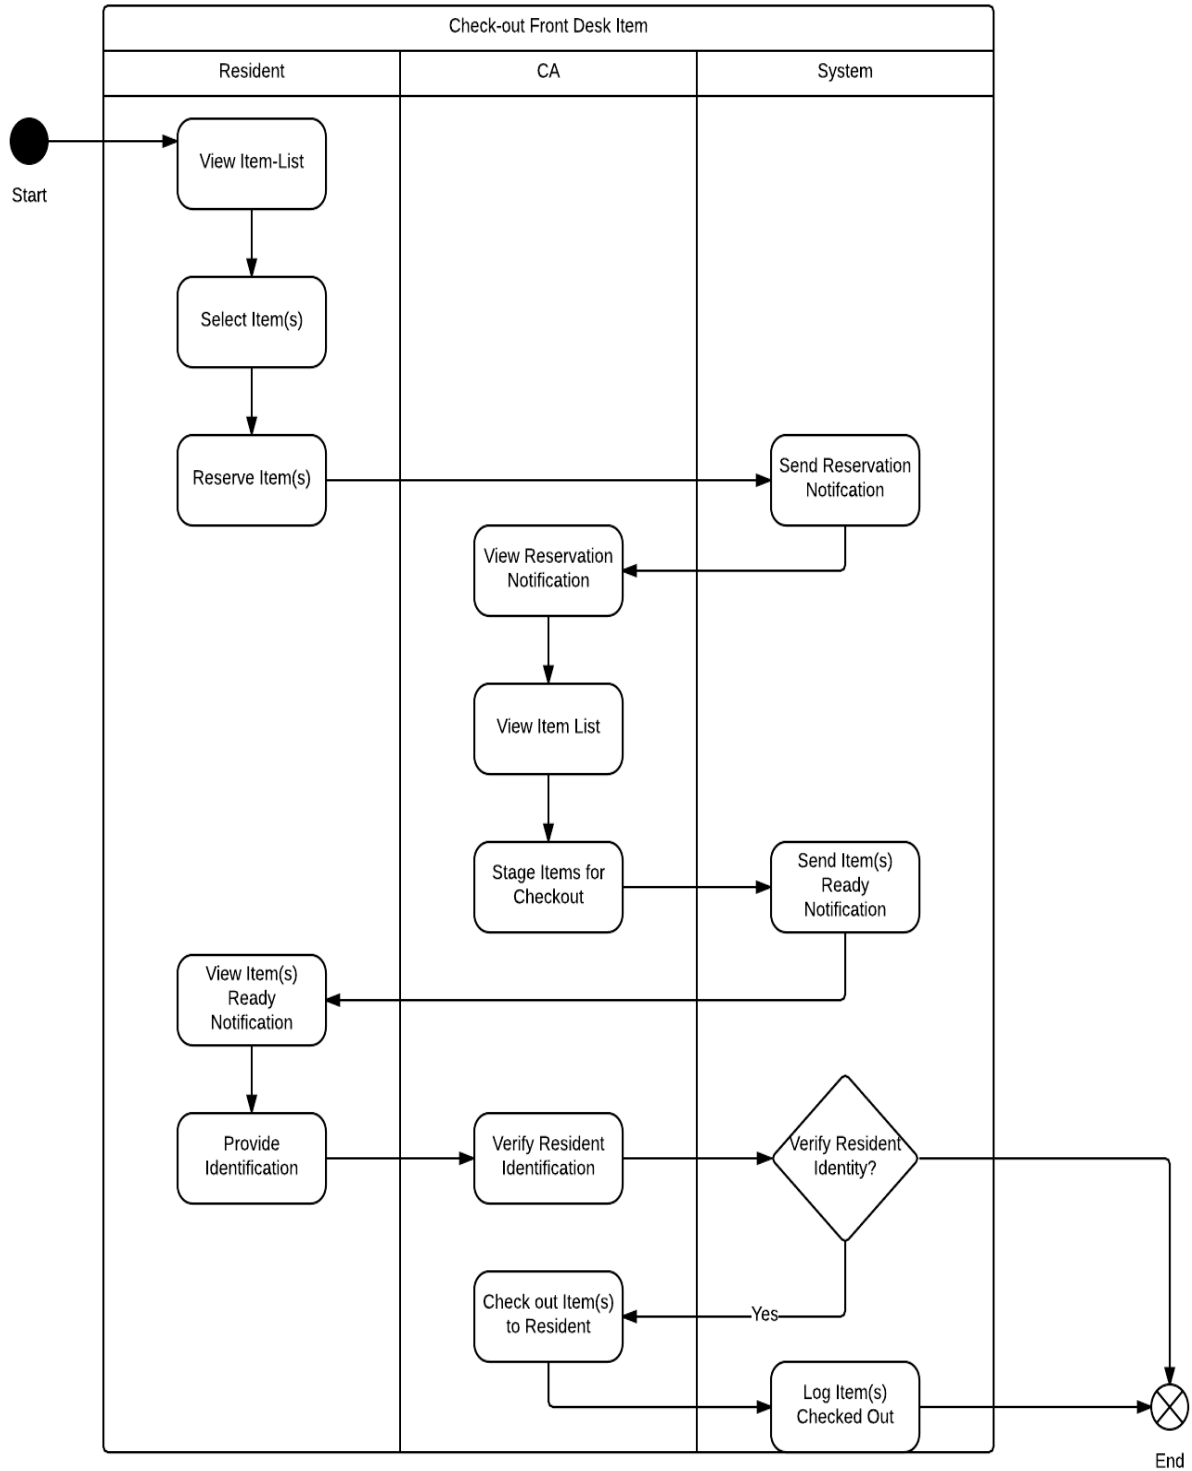 Check-out Front Desk Item
Resident
CA
System
Start
View Item-List
Select Item(s)
Reserve Item(s)
Send Reservation
Notifcation
View Reservation
Notification
View Item List
Stage Items for
Checkout
Send Item(s)
Ready
Notification
View Item(s)
Ready
Notification
Provide
Identification
Verify Resident
Identification
Verify Resident
Identity?
Yes
Check out Item(s)
to Resident
Log Item(s)
Checked Out
End